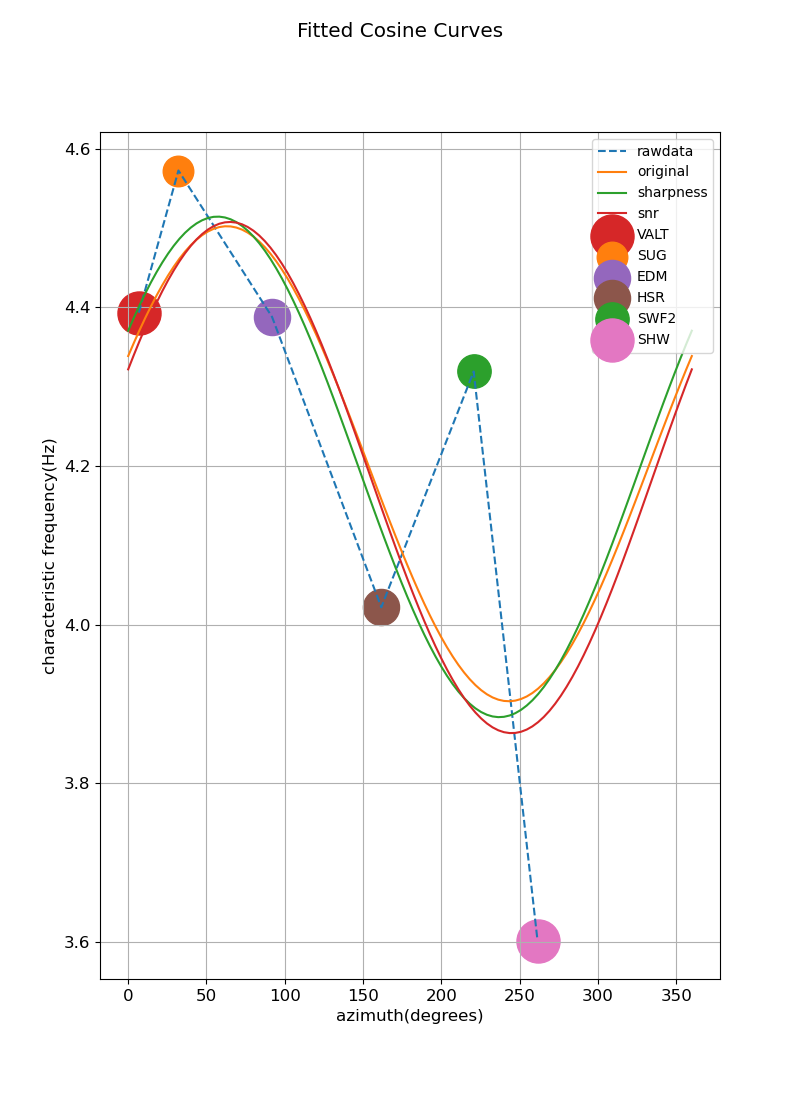 Fitted Cosine Curves
4.6
4.4
4.2
4.0
3.8
3.6
characteristic frequency(Hz)
0 50 100 150 200 250 300 350
azimuth(degrees)
rawdata
original
sharpness
snr
VALT
SUG
EDM
HSR
SWF2
SHW